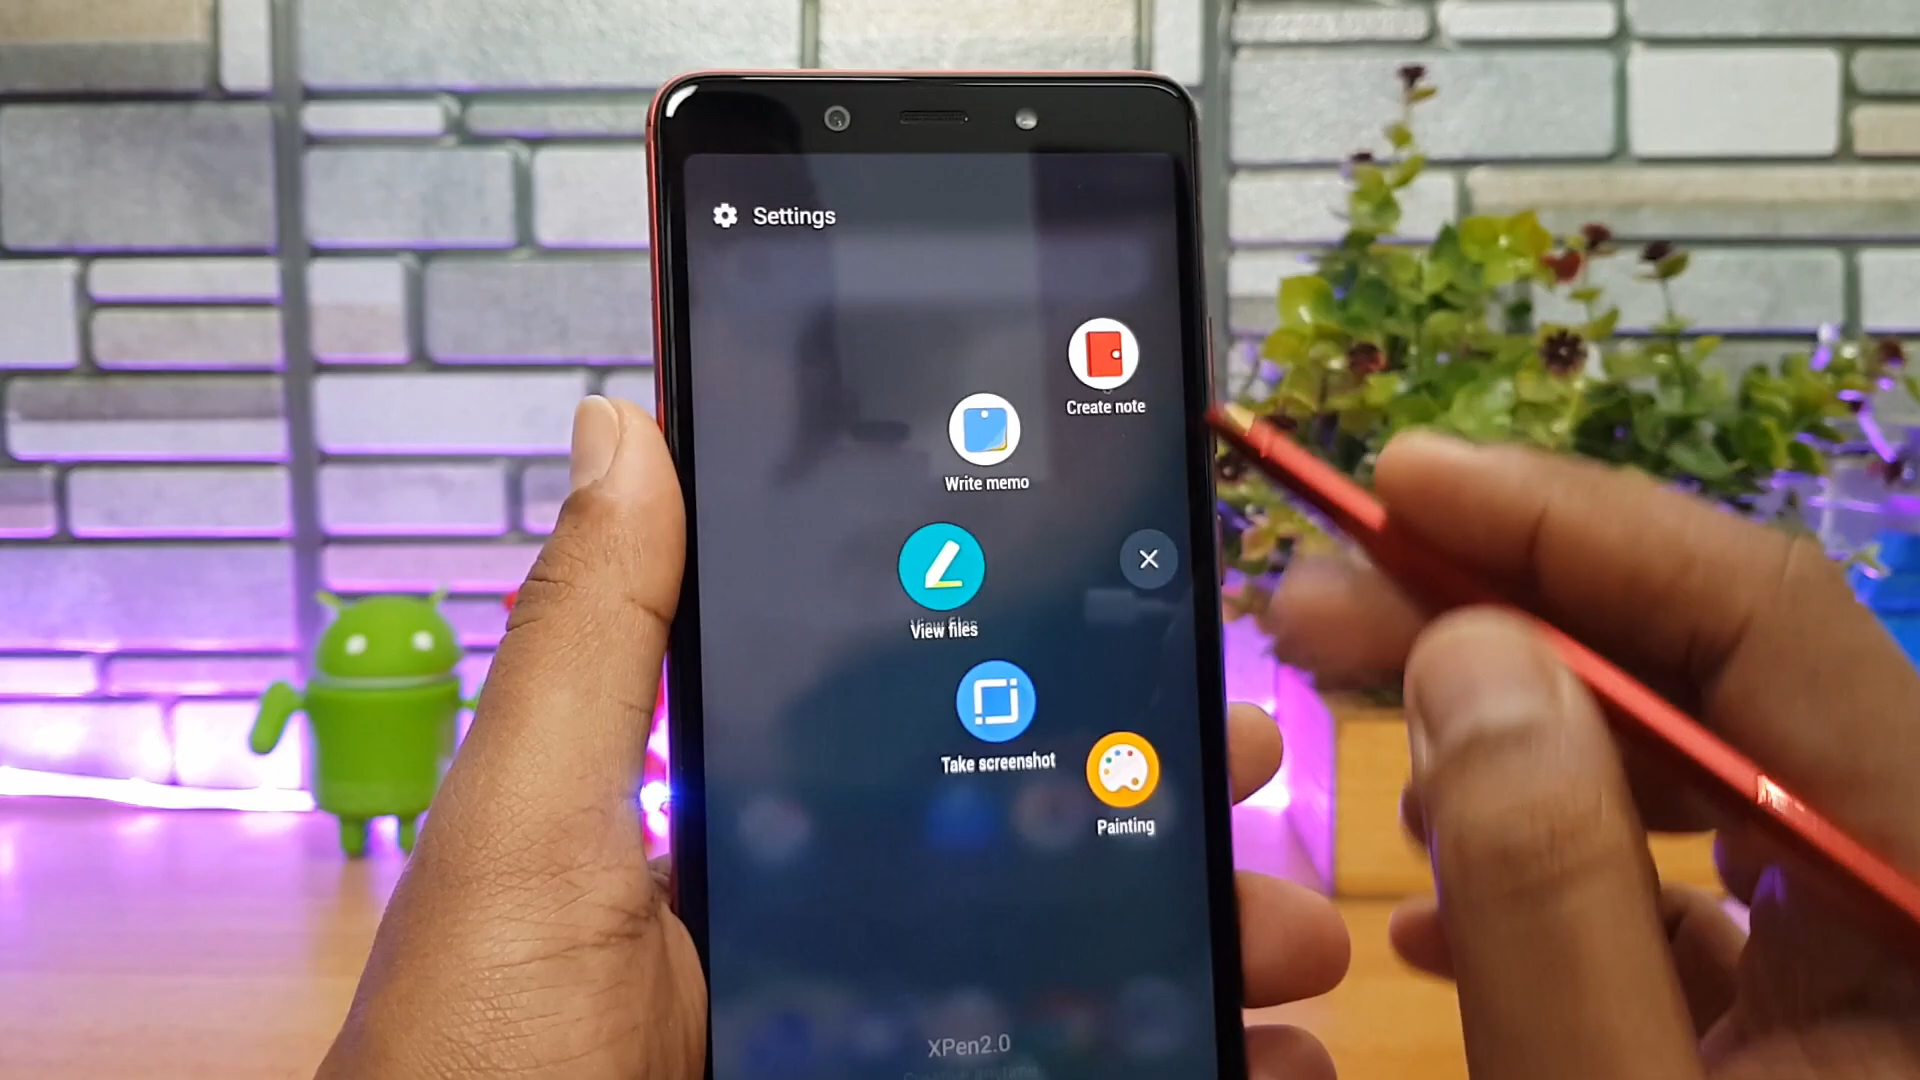 Settings
Create note
Write memo
View files
Take screenshot
Painting
XPen2.0